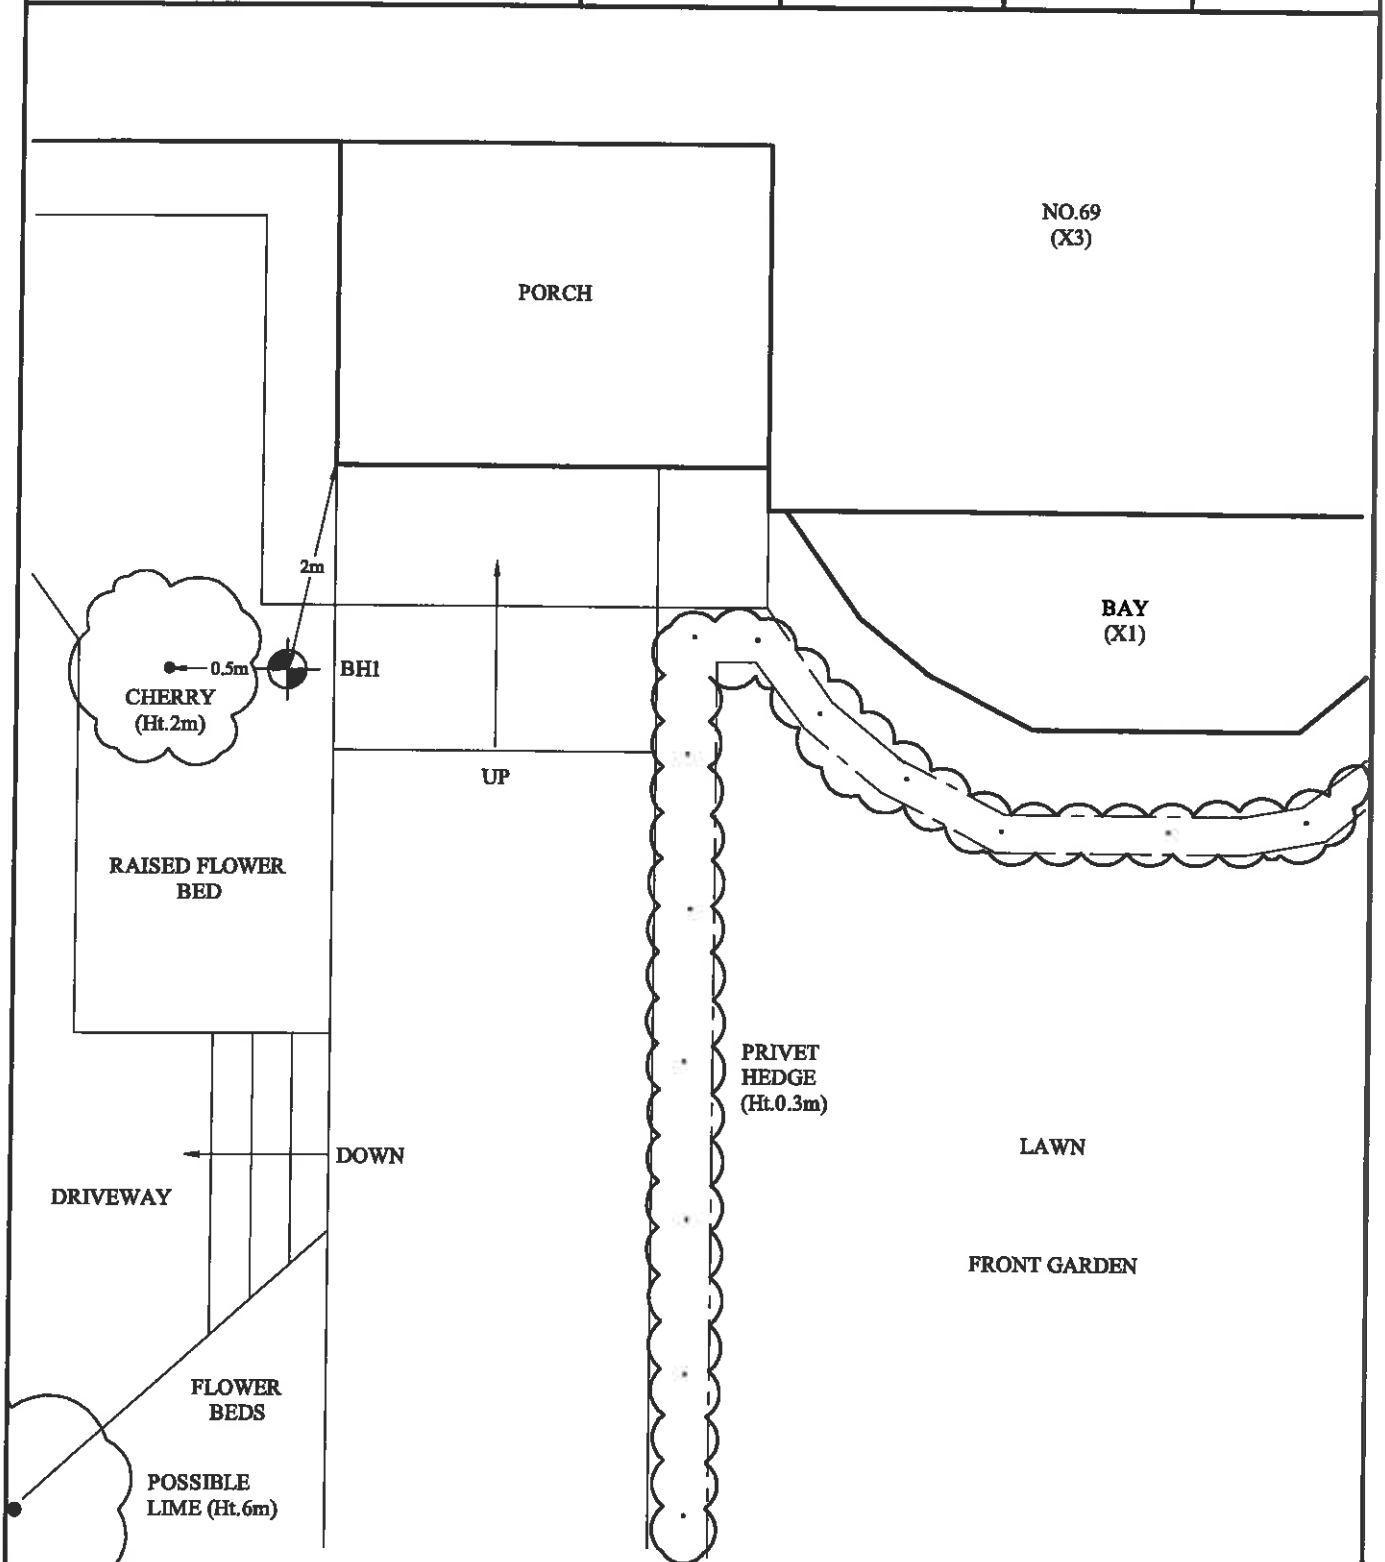 NO.69
(X3)
PORCH
2m
BAY
(X1)
0.5m
BH1
CHERRY
(Ht.2m)
UP
RAISED FLOWER
BED
PRIVET
HEDGE
(Ht.0.3m)
LAWN
DOWN
DRIVEWAY
FRONT GARDEN
FLOWER
BEDS
POSSIBLE
LIME (Ht.6m)